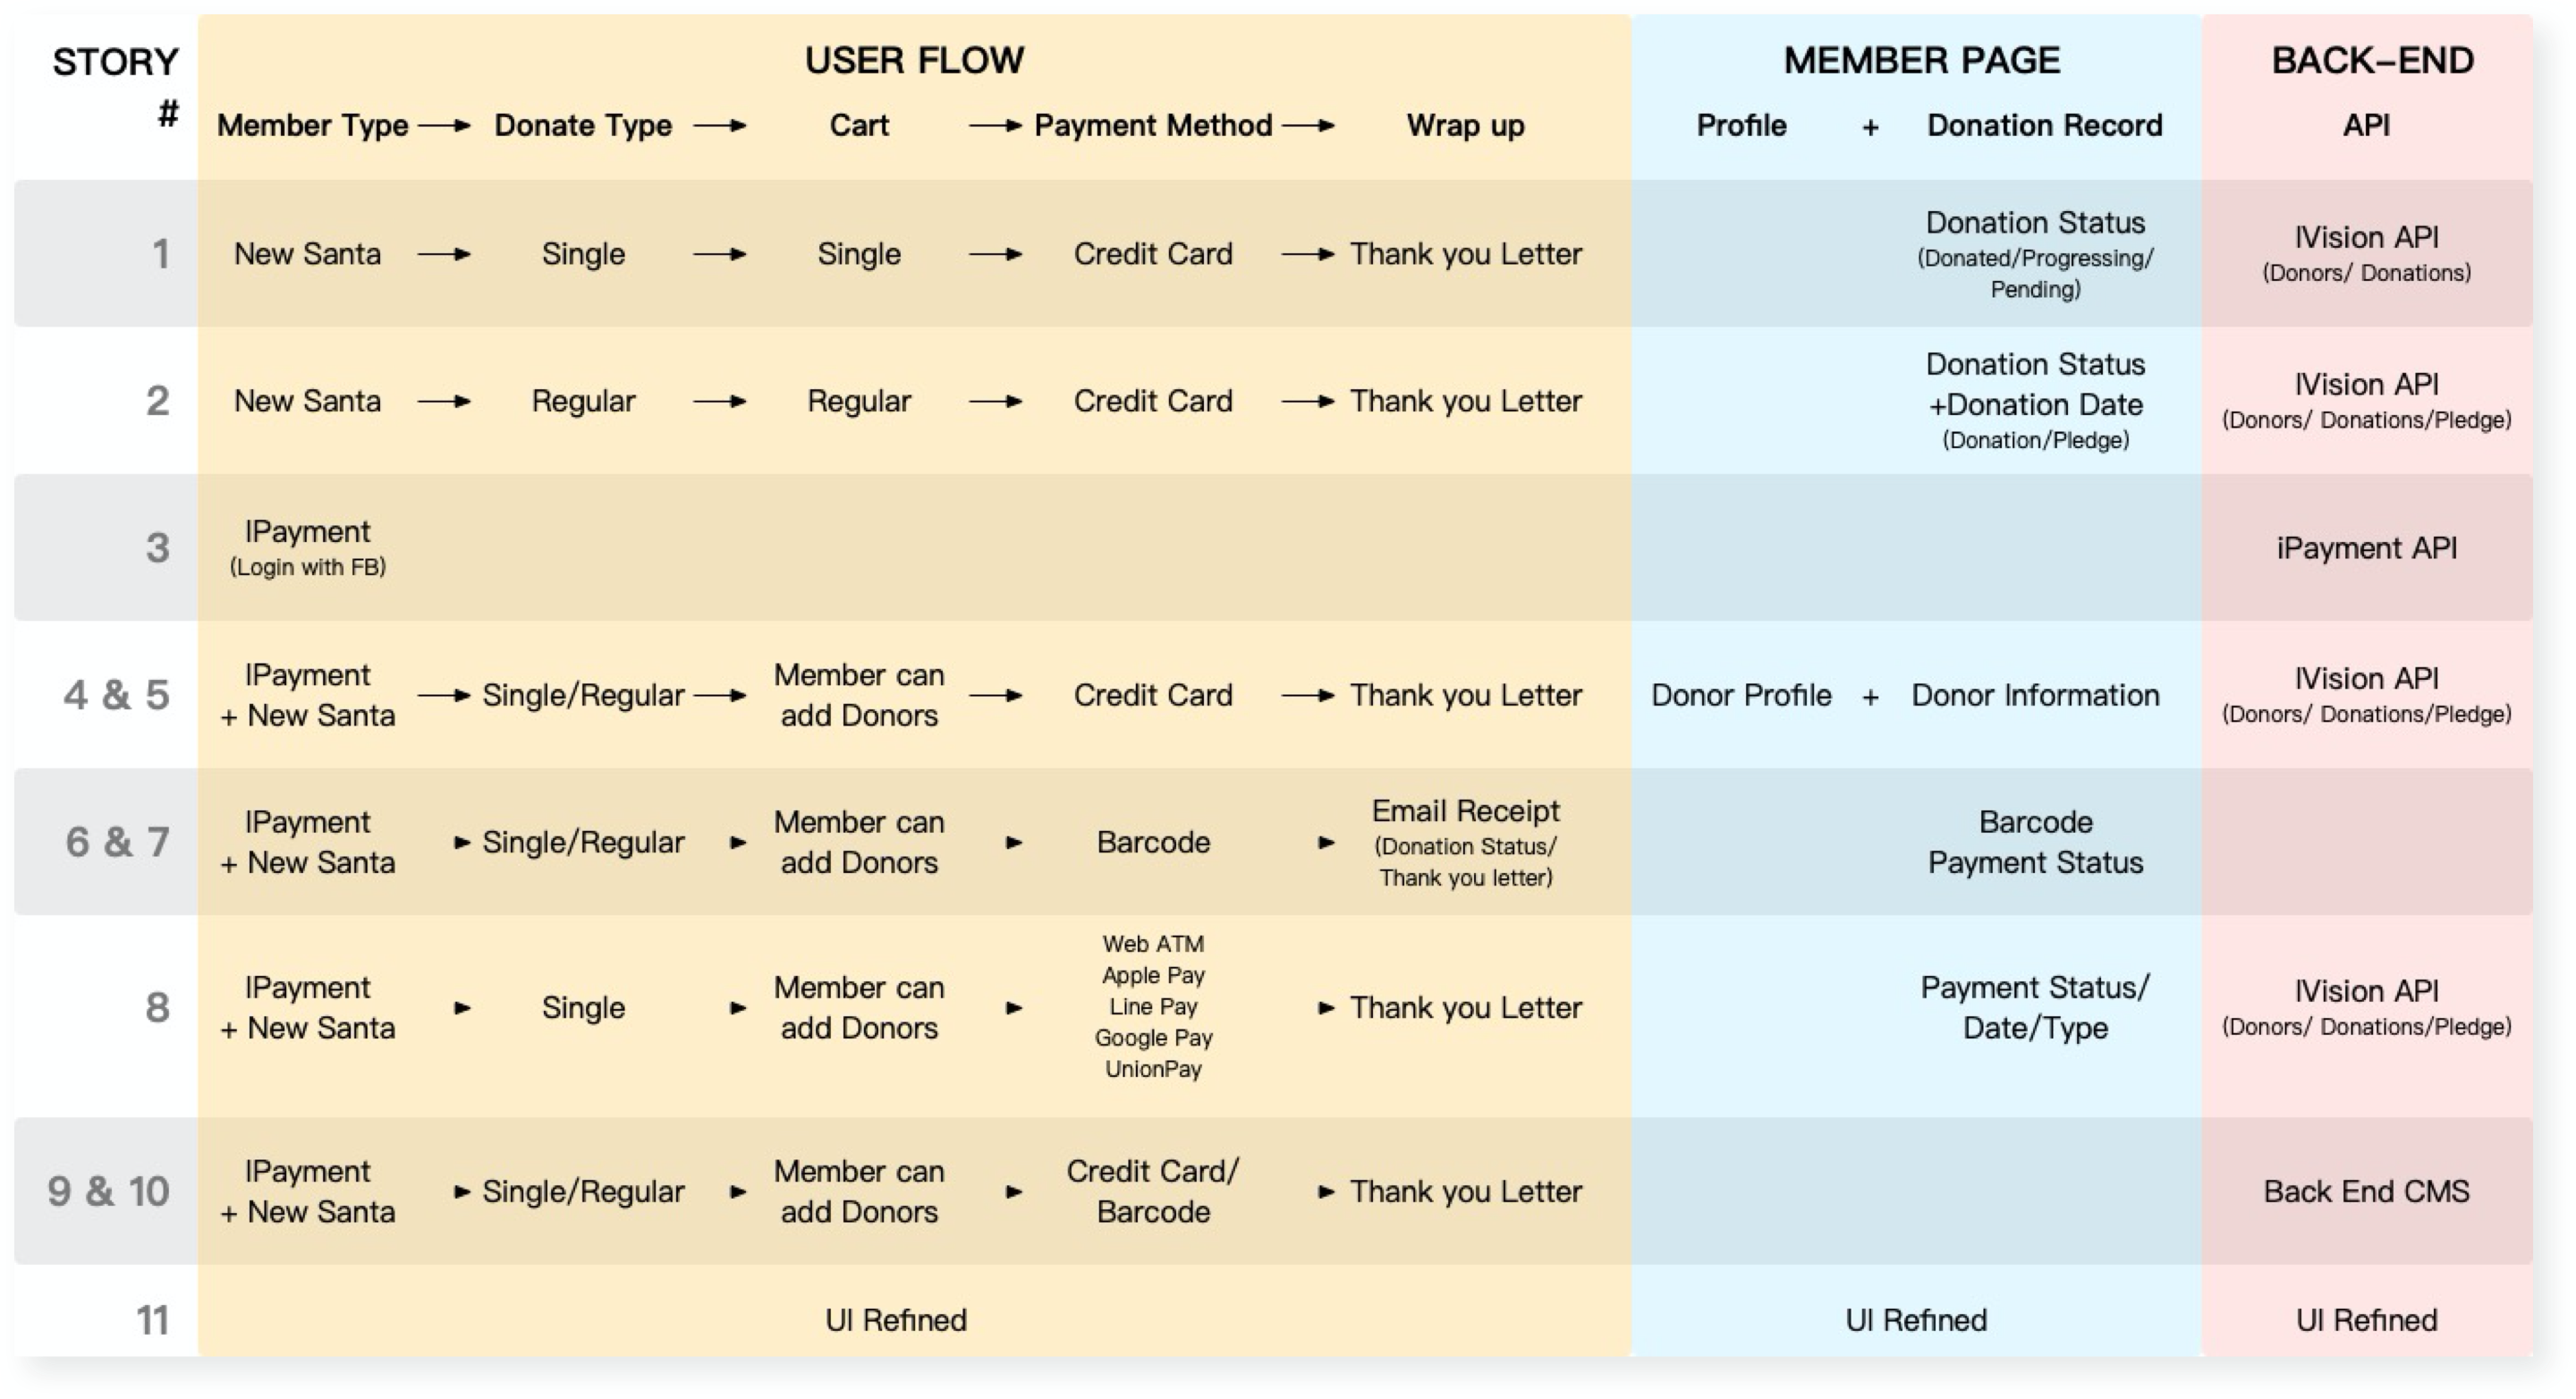 STORY #
USER FLOW
MEMBER PAGE
BACK-END
Member Type → Donate Type → Cart → Payment Method → Wrap up
Profile + Donation Record
API
1
New Santa → Single → Single → Credit Card → Thank you Letter
Donation Status
(Donated/Progressing/
Pending)
IVision API
(Donors/ Donations)
2
New Santa → Regular → Regular → Credit Card → Thank you Letter
Donation Status
+Donation Date
(Donation/Pledge)
IVision API
(Donors/ Donations/Pledge)
3
IPayment
(Login with FB)
iPayment API
4 & 5
IPayment
+ New Santa
Single/Regular
Member can
add Donors
Credit Card
Thank you Letter
Donor Profile + Donor Information
IVision API
(Donors/ Donations/Pledge)
6 & 7
IPayment
+ New Santa
Single/Regular
Member can
add Donors
Barcode
Email Receipt
(Donation Status/
Thank you letter)
Barcode
Payment Status
8
IPayment
+ New Santa
Single
Member can
add Donors
Web ATM
Apple Pay
Line Pay
Google Pay
UnionPay
Thank you Letter
Payment Status/
Date/Type
IVision API
(Donors/ Donations/Pledge)
9 & 10
IPayment
+ New Santa
Single/Regular
Member can
add Donors
Credit Card/
Barcode
Thank you Letter
Back End CMS
11
UI Refined
UI Refined
UI Refined